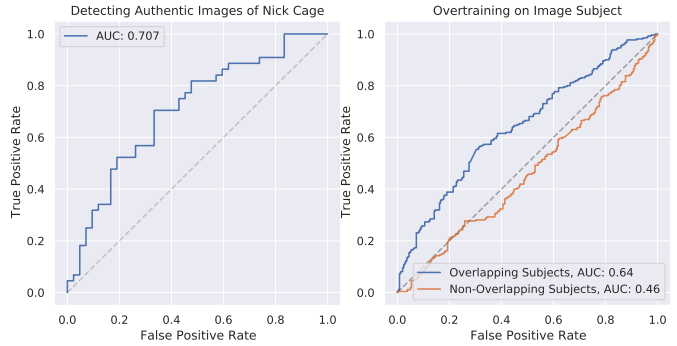 Detecting Authentic Images of Nick Cage
AUC: 0.707
True Positive Rate
1.0
0.8
0.6
0.4
0.2
0.0
0.0 0.2 0.4 0.6 0.8 1.0
False Positive Rate
Overtraining on Image Subject
True Positive Rate
1.0
0.8
0.6
0.4
0.2
0.0
Overlapping Subjects, AUC: 0.64
Non-Overlapping Subjects, AUC: 0.46
0.0 0.2 0.4 0.6 0.8 1.0
False Positive Rate